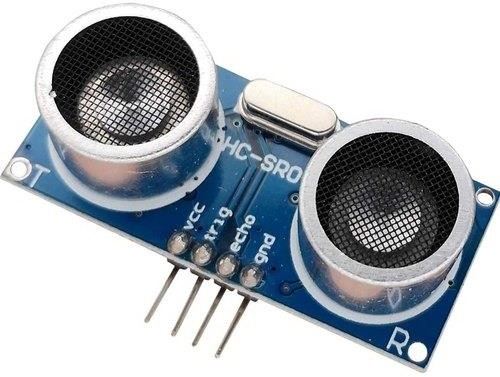 T
HC-SR0
vcc
trig
echo
gnd
R